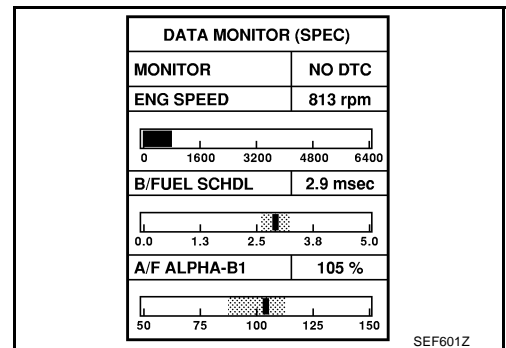 DATA MONITOR (SPEC)
MONITOR NO DTC
ENG SPEED 813 rpm
0 1600 3200 4800 6400
B/FUEL SCHDL 2.9 msec
0.0 1.3 2.5 3.8 5.0
A/F ALPHA-B1 105 %
50 75 100 125 150
SEF601Z